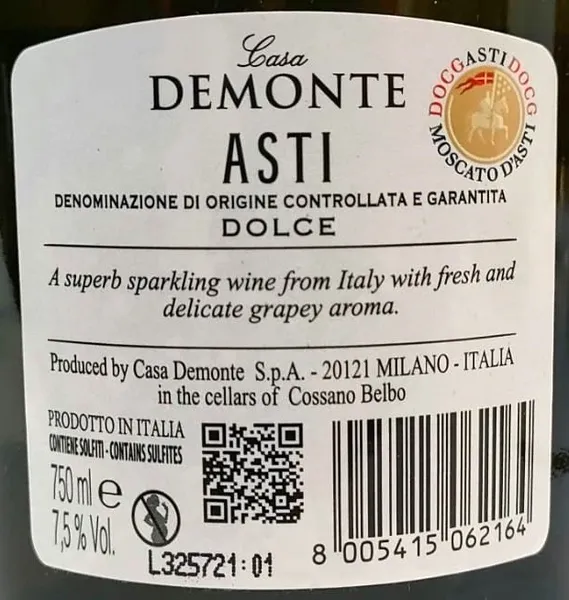 Casa
DEMONTE
DOCG ASTI DOCG
MOSCATO D'ASTI
ASTI
DENOMINAZIONE DI ORIGINE CONTROLLATA E GARANTITA
DOLCE
A superb sparkling wine from Italy with fresh and
delicate grapey aroma.
Produced by Casa Demonte S.p.A. - 20121 MILANO - ITALIA
in the cellars of Cossano Belbo
PRODOTTO IN ITALIA
CONTIENE SOLFITI - CONTAINS SULFITES
750 ml e
7,5% Vol.
L325721:01
8 005415 062164